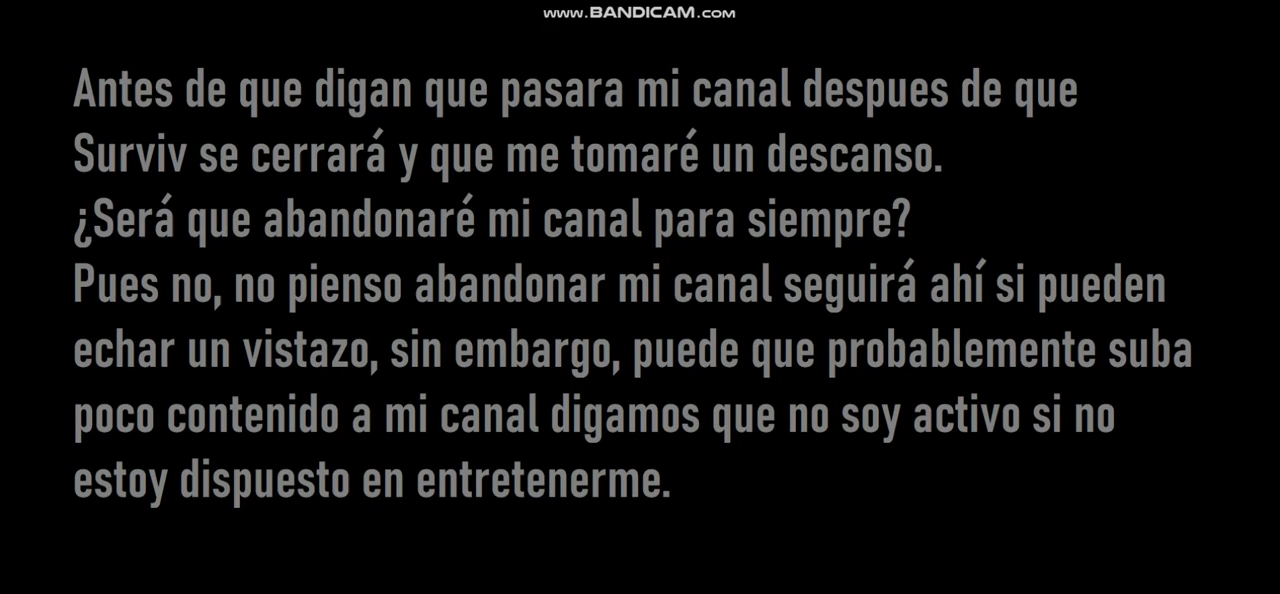 www.BANDICAM.com
Antes de que digan que pasara mi canal despues de que
Surviv se cerrará y que me tomaré un descanso.
¿Será que abandonaré mi canal para siempre?
Pues no, no pienso abandonar mi canal seguirá ahí si pueden
echar un vistazo, sin embargo, puede que probablemente suba
poco contenido a mi canal digamos que no soy activo si no
estoy dispuesto en entretenerme.